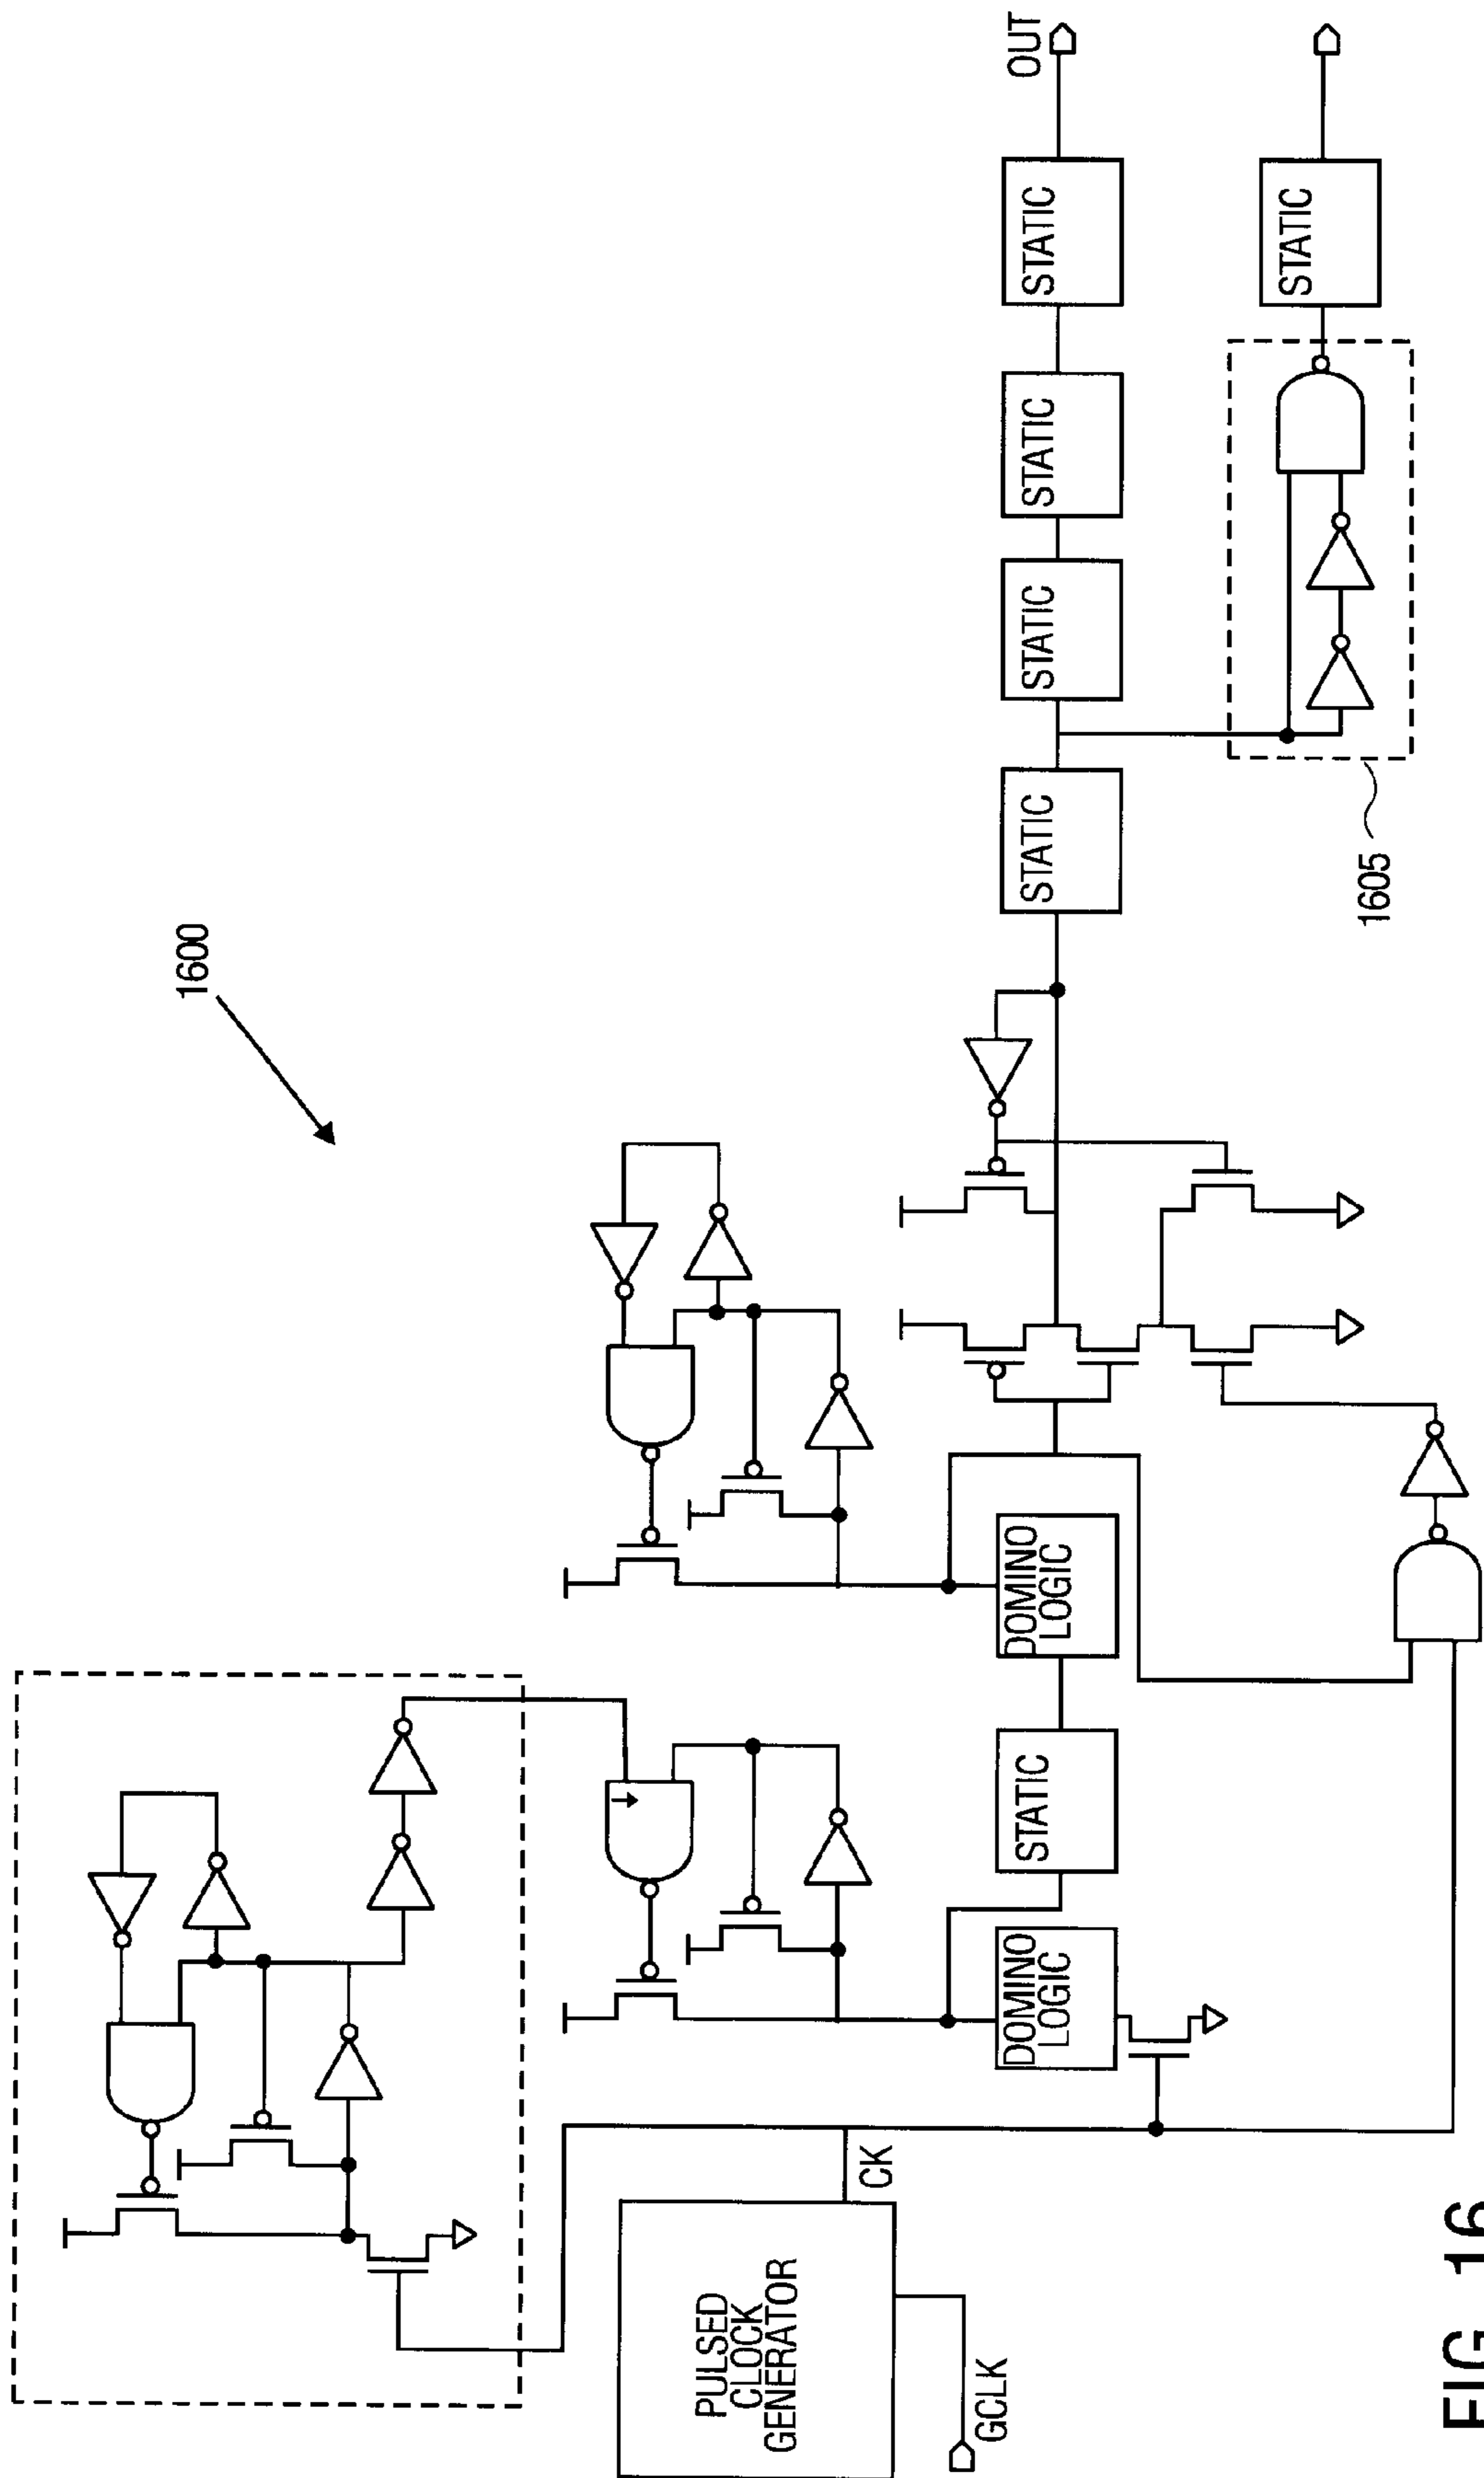 1600
PULSED
CLOCK
GENERATOR
GCLK
CK
DOMINO
LOGIC
STATIC
DOMINO
LOGIC
STATIC
STATIC
STATIC
STATIC
OUT
STATIC
1605
FIG. 16